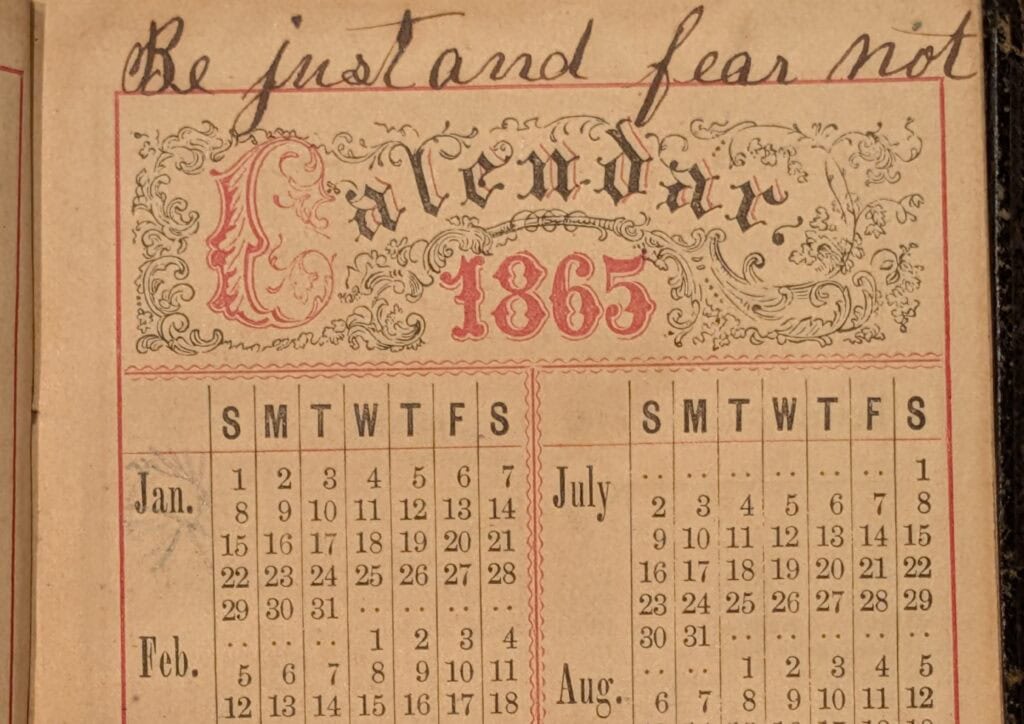 Be just and fear not
Calendar.
1865
S M T W T F S
Jan. 1 2 3 4 5 6 7
8 9 10 11 12 13 14
15 16 17 18 19 20 21
22 23 24 25 26 27 28
29 30 31 .. .. .. ..
Feb. .. .. .. 1 2 3 4
5 6 7 8 9 10 11
12 13 14 15 16 17 18
S M T W T F S
July .. .. .. .. .. .. 1
2 3 4 5 6 7 8
9 10 11 12 13 14 15
16 17 18 19 20 21 22
23 24 25 26 27 28 29
30 31 .. .. .. .. ..
Aug. .. .. 1 2 3 4 5
6 7 8 9 10 11 12